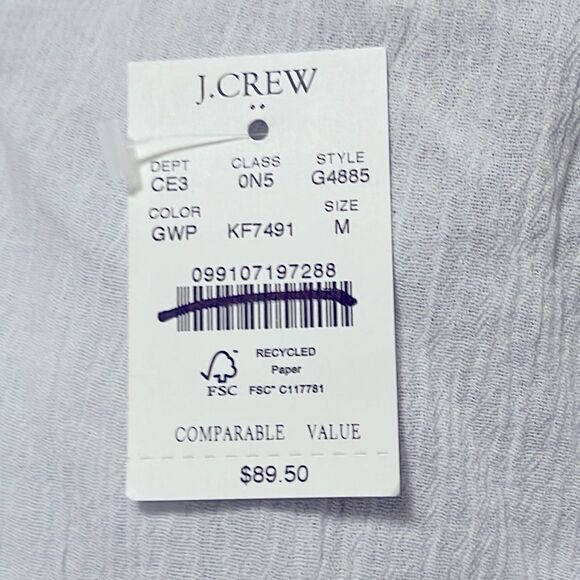 J.CREW
DEPT CLASS STYLE
CE3 0N5 G4885
COLOR SIZE
GWP KF7491 M
099107197288
RECYCLED
Paper
FSC FSC™ C117781
COMPARABLE VALUE
$89.50